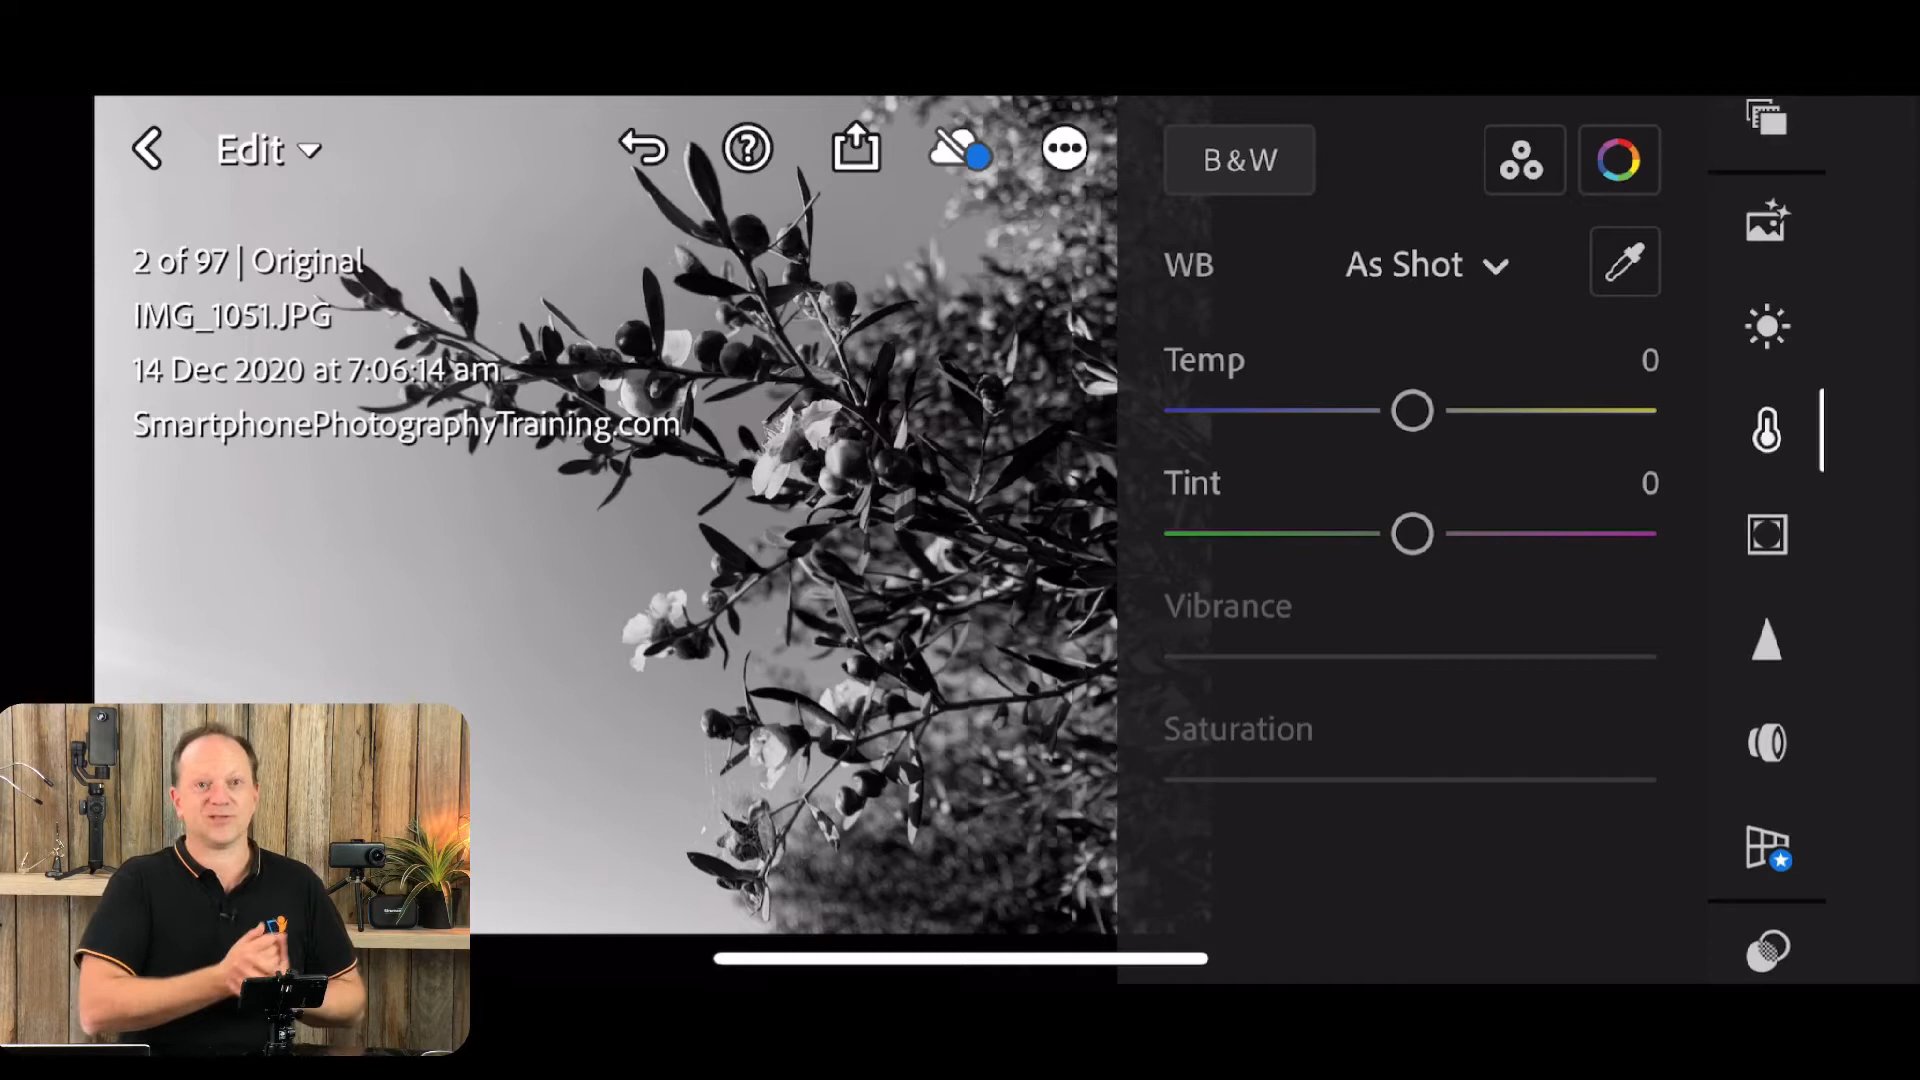 Edit
B&W
2 of 97 | Original
IMG_1051.JPG
14 Dec 2020 at 7:06:14 am
SmartphonePhotographyTraining.com
WB
As Shot
Temp
0
Tint
0
Vibrance
Saturation